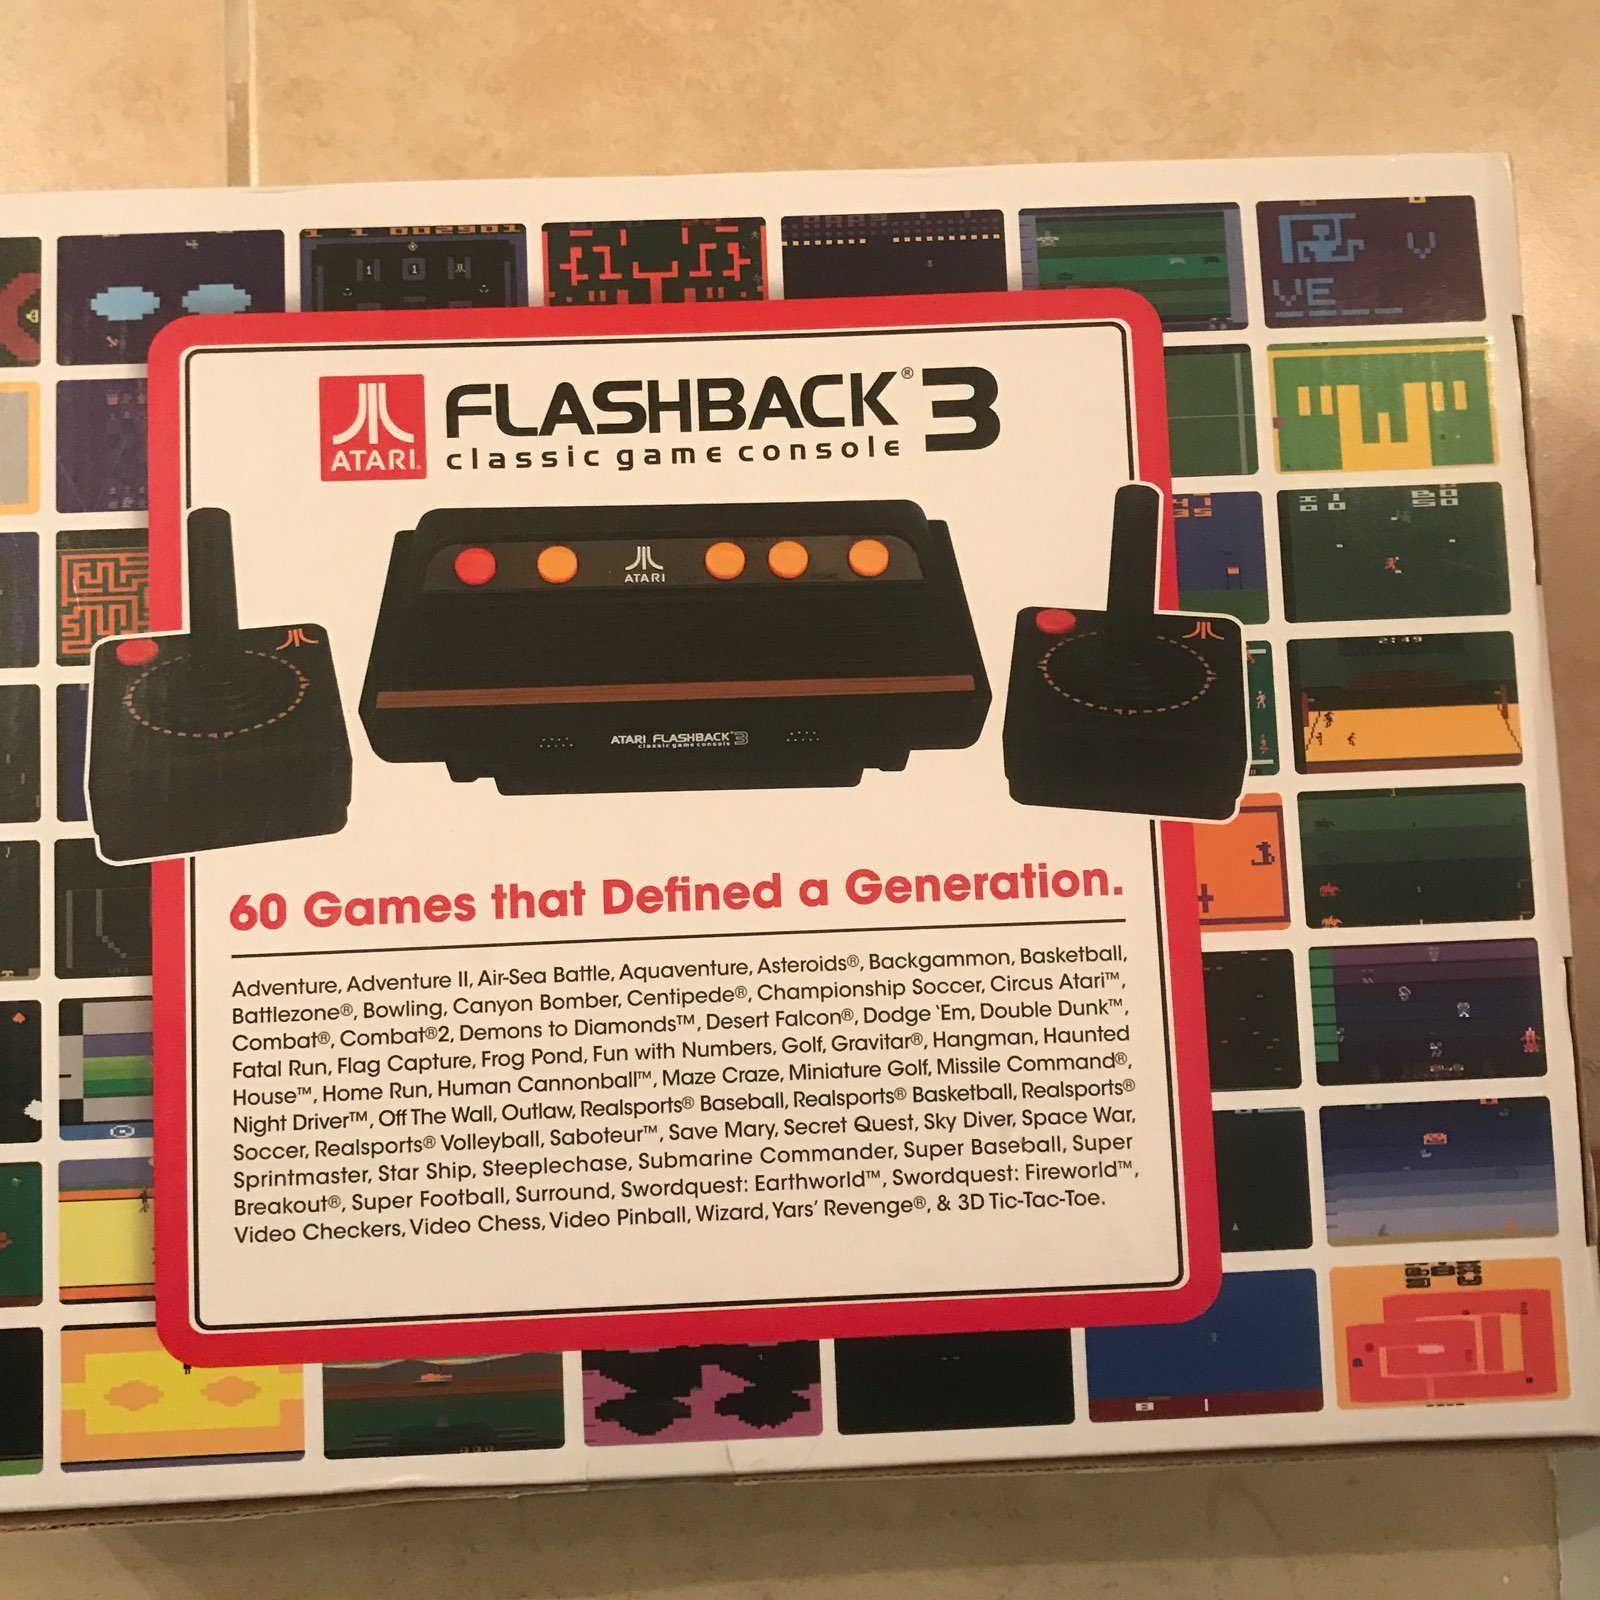 1 1 002901
VE
V
ATARI®
FLASHBACK® 3
classic game console
ATARI
ATARI FLASHBACK® 3
classic game console
2:49
60 Games that Defined a Generation.
Adventure, Adventure II, Air-Sea Battle, Aquaventure, Asteroids®, Backgammon, Basketball,
Battlezone®, Bowling, Canyon Bomber, Centipede®, Championship Soccer, Circus Atari™,
Combat®, Combat®2, Demons to Diamonds™, Desert Falcon®, Dodge 'Em, Double Dunk™,
Fatal Run, Flag Capture, Frog Pond, Fun with Numbers, Golf, Gravitar®, Hangman, Haunted
House™, Home Run, Human Cannonball™, Maze Craze, Miniature Golf, Missile Command®,
Night Driver™, Off The Wall, Outlaw, Realsports® Baseball, Realsports® Basketball, Realsports®
Soccer, Realsports® Volleyball, Saboteur™, Save Mary, Secret Quest, Sky Diver, Space War,
Sprintmaster, Star Ship, Steeplechase, Submarine Commander, Super Baseball, Super
Breakout®, Super Football, Surround, Swordquest: Earthworld™, Swordquest: Fireworld™,
Video Checkers, Video Chess, Video Pinball, Wizard, Yars' Revenge®, & 3D Tic-Tac-Toe.